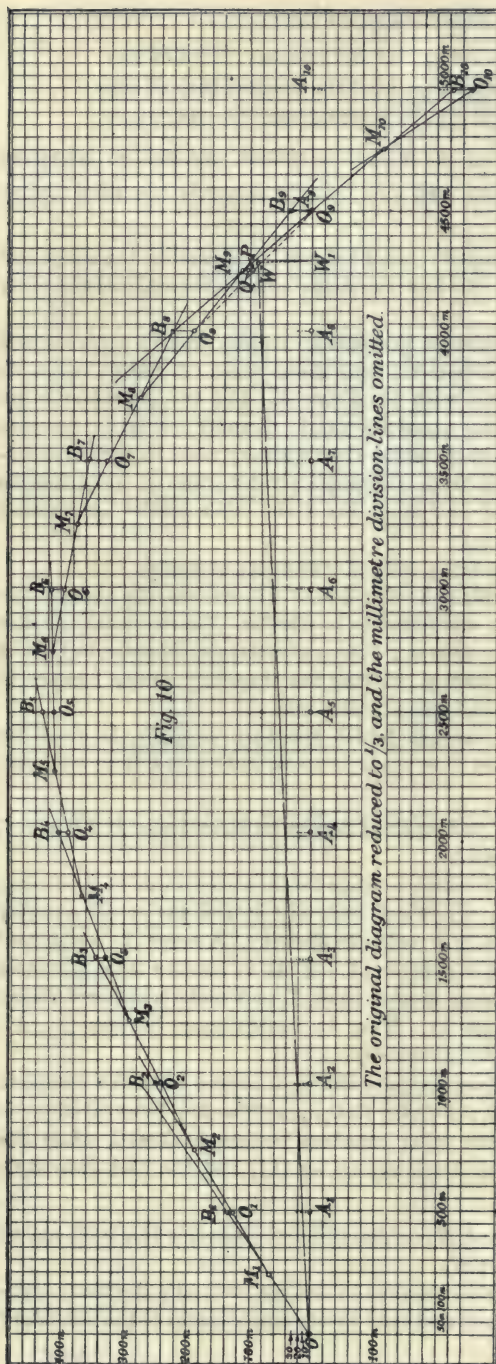 400m
B₄ B₅ B₆
O₄ M₅ O₅ M₆ O₆
M₄ M₇ B₇
B₃ O₃ O₇
300m
M₃ M₈
B₂ O₂ B₈
Fig. 10
200m
M₂ O₈
B₁ O₁ M₉
100m
Q P
M₁ W B₉
30
20
10
O A₁ A₂ A₃ A₄ A₅ A₆ A₇ A₈ W₁ O₉ A₉ A₁₀
100m
M₁₀
The original diagram reduced to ⅓, and the millimetre division-lines omitted.
500m 1000m 1500m 2000m 2500m 3000m 3500m 4000m 4500m 5000m
B₁₀
O₁₀